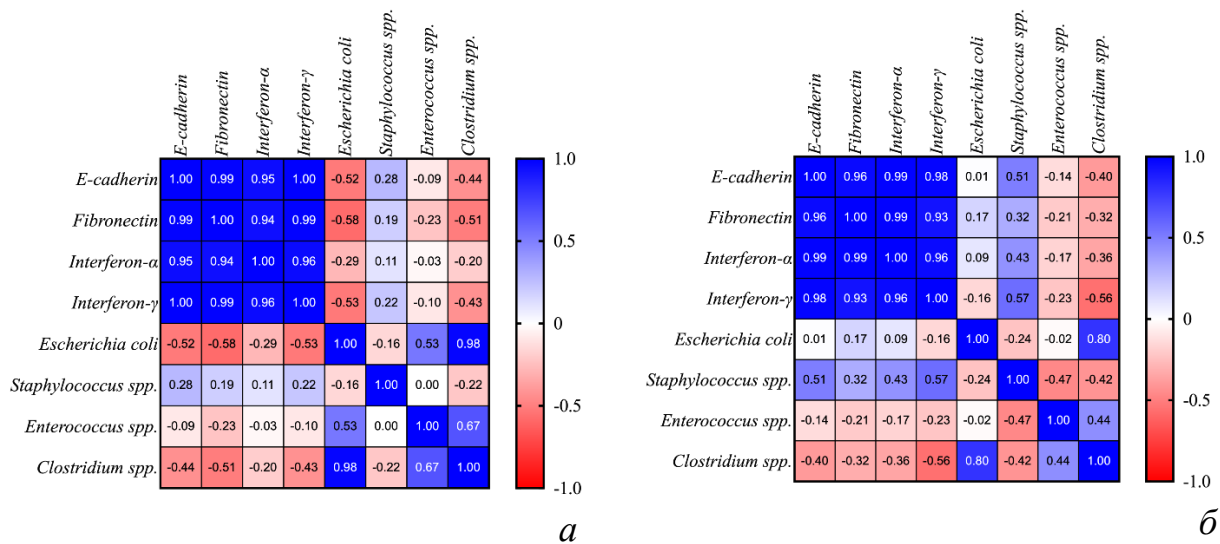 E-cadherin
Fibronectin
Interferon-α
Interferon-γ
Escherichia coli
Staphylococcus spp.
Enterococcus spp.
Clostridium spp.
E-cadherin 1.00 0.99 0.95 1.00 -0.52 0.28 -0.09 -0.44
Fibronectin 0.99 1.00 0.94 0.99 -0.58 0.19 -0.23 -0.51
Interferon-α 0.95 0.94 1.00 0.96 -0.29 0.11 -0.03 -0.20
Interferon-γ 1.00 0.99 0.96 1.00 -0.53 0.22 -0.10 -0.43
Escherichia coli -0.52 -0.58 -0.29 -0.53 1.00 -0.16 0.53 0.98
Staphylococcus spp. 0.28 0.19 0.11 0.22 -0.16 1.00 0.00 -0.22
Enterococcus spp. -0.09 -0.23 -0.03 -0.10 0.53 0.00 1.00 0.67
Clostridium spp. -0.44 -0.51 -0.20 -0.43 0.98 -0.22 0.67 1.00
1.0
0.5
0
-0.5
-1.0
а
E-cadherin
Fibronectin
Interferon-α
Interferon-γ
Escherichia coli
Staphylococcus spp.
Enterococcus spp.
Clostridium spp.
E-cadherin 1.00 0.96 0.99 0.98 0.01 0.51 -0.14 -0.40
Fibronectin 0.96 1.00 0.99 0.93 0.17 0.32 -0.21 -0.32
Interferon-α 0.99 0.99 1.00 0.96 0.09 0.43 -0.17 -0.36
Interferon-γ 0.98 0.93 0.96 1.00 -0.16 0.57 -0.23 -0.56
Escherichia coli 0.01 0.17 0.09 -0.16 1.00 -0.24 -0.02 0.80
Staphylococcus spp. 0.51 0.32 0.43 0.57 -0.24 1.00 -0.47 -0.42
Enterococcus spp. -0.14 -0.21 -0.17 -0.23 -0.02 -0.47 1.00 0.44
Clostridium spp. -0.40 -0.32 -0.36 -0.56 0.80 -0.42 0.44 1.00
1.0
0.5
0
-0.5
-1.0
б